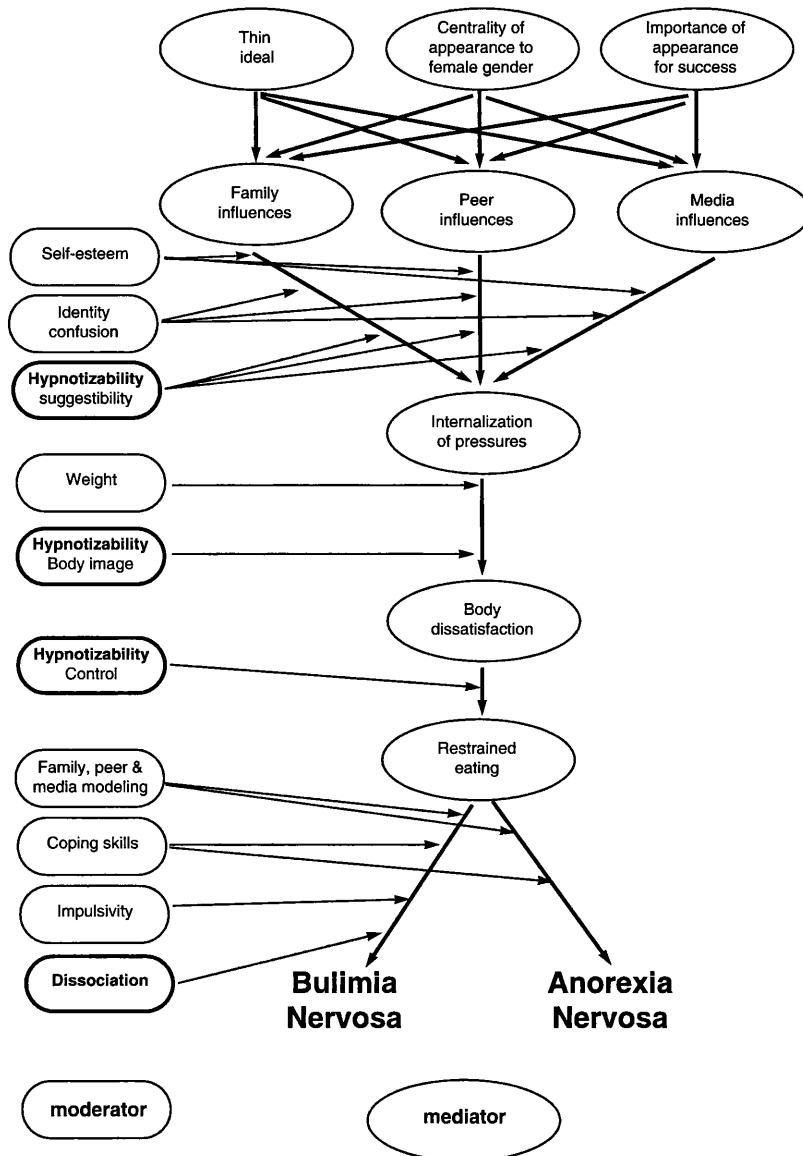 Thin
ideal
Centrality of
appearance to
female gender
Importance of
appearance
for success
Family
influences
Peer
influences
Media
influences
Self-esteem
Identity
confusion
Hypnotizability
suggestibility
Internalization
of pressures
Weight
Hypnotizability
Body image
Body
dissatisfaction
Hypnotizability
Control
Restrained
eating
Family, peer &
media modeling
Coping skills
Impulsivity
Dissociation
Bulimia
Nervosa
Anorexia
Nervosa
moderator
mediator